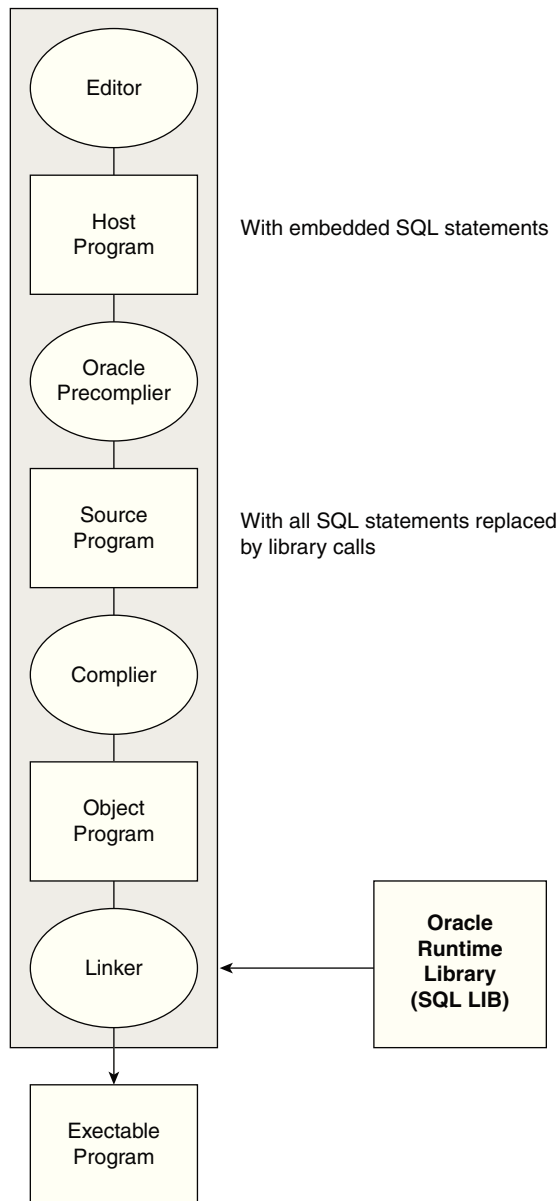 Editor
Host
Program
With embedded SQL statements
Oracle
Precomplier
Source
Program
With all SQL statements replaced
by library calls
Complier
Object
Program
Linker
Oracle
Runtime
Library
(SQL LIB)
Exectable
Program